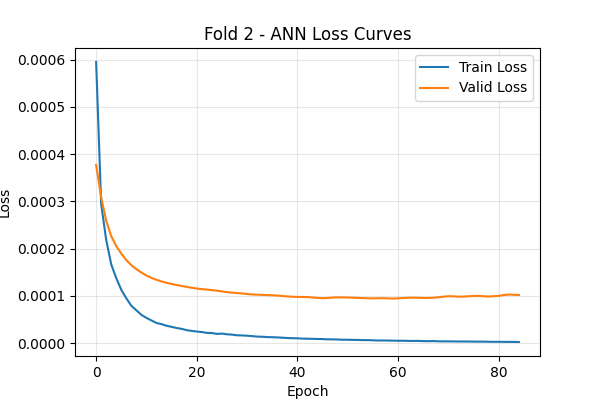 Fold 2 - ANN Loss Curves
Train Loss
Valid Loss
0.0006
0.0005
0.0004
0.0003
0.0002
0.0001
0.0000
Loss
0 20 40 60 80
Epoch